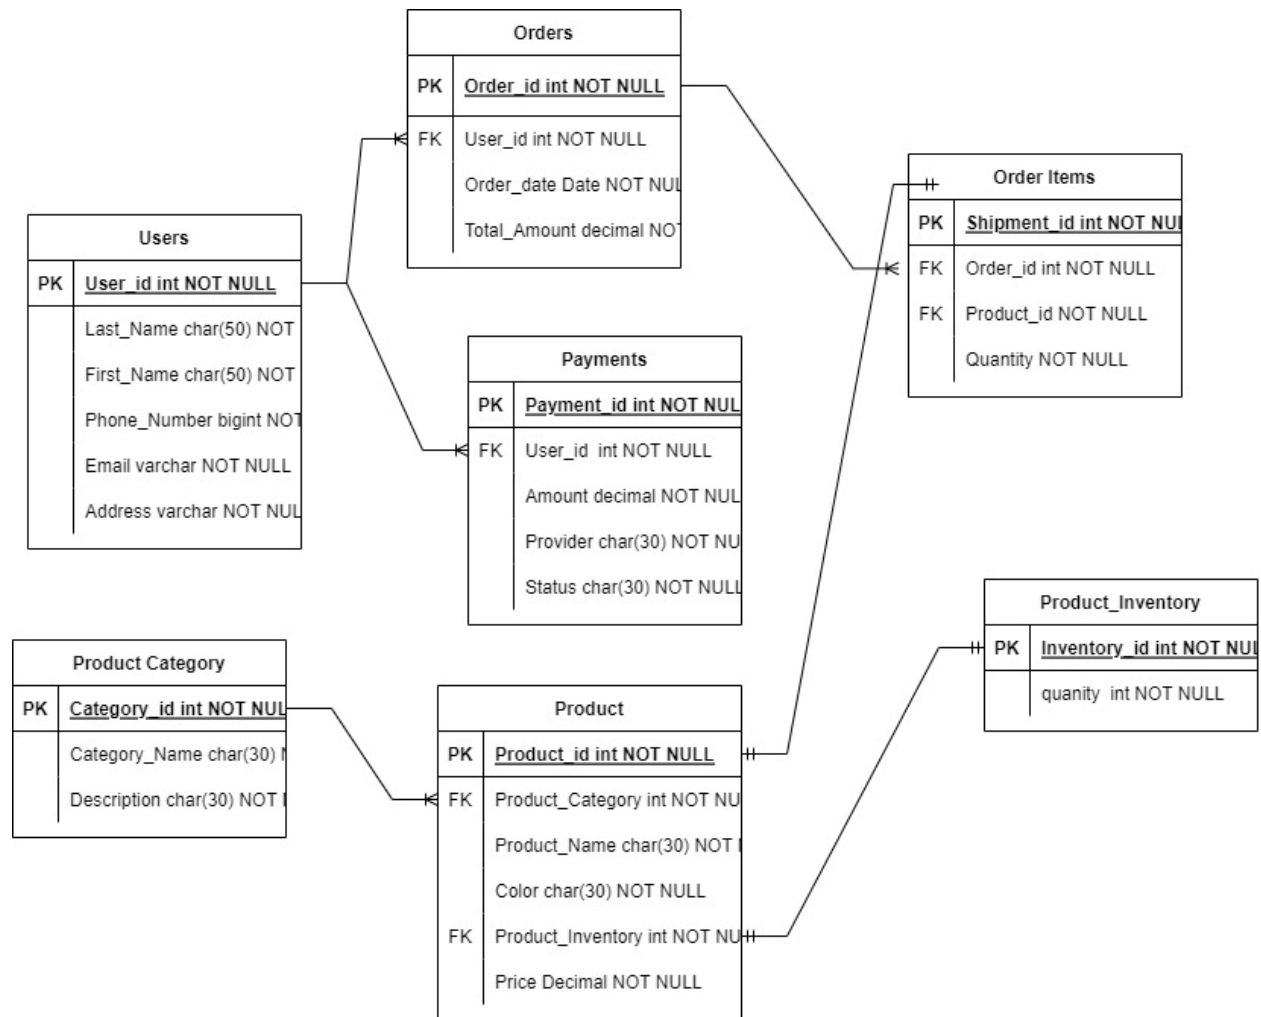 Orders
PK Order_id int NOT NULL
FK User_id int NOT NULL
Order_date Date NOT NUL
Total_Amount decimal NOT
Order Items
PK Shipment_id int NOT NUL
FK Order_id int NOT NULL
FK Product_id NOT NULL
Quantity NOT NULL
Users
PK User_id int NOT NULL
Last_Name char(50) NOT
First_Name char(50) NOT
Phone_Number bigint NOT
Email varchar NOT NULL
Address varchar NOT NUL
Payments
PK Payment_id int NOT NUL
FK User_id int NOT NULL
Amount decimal NOT NUL
Provider char(30) NOT NU
Status char(30) NOT NULL
Product_Inventory
PK Inventory_id int NOT NUL
quanity int NOT NULL
Product Category
PK Category_id int NOT NUL
Category_Name char(30) N
Description char(30) NOT N
Product
PK Product_id int NOT NULL
FK Product_Category int NOT NU
Product_Name char(30) NOT N
Color char(30) NOT NULL
FK Product_Inventory int NOT NU
Price Decimal NOT NULL